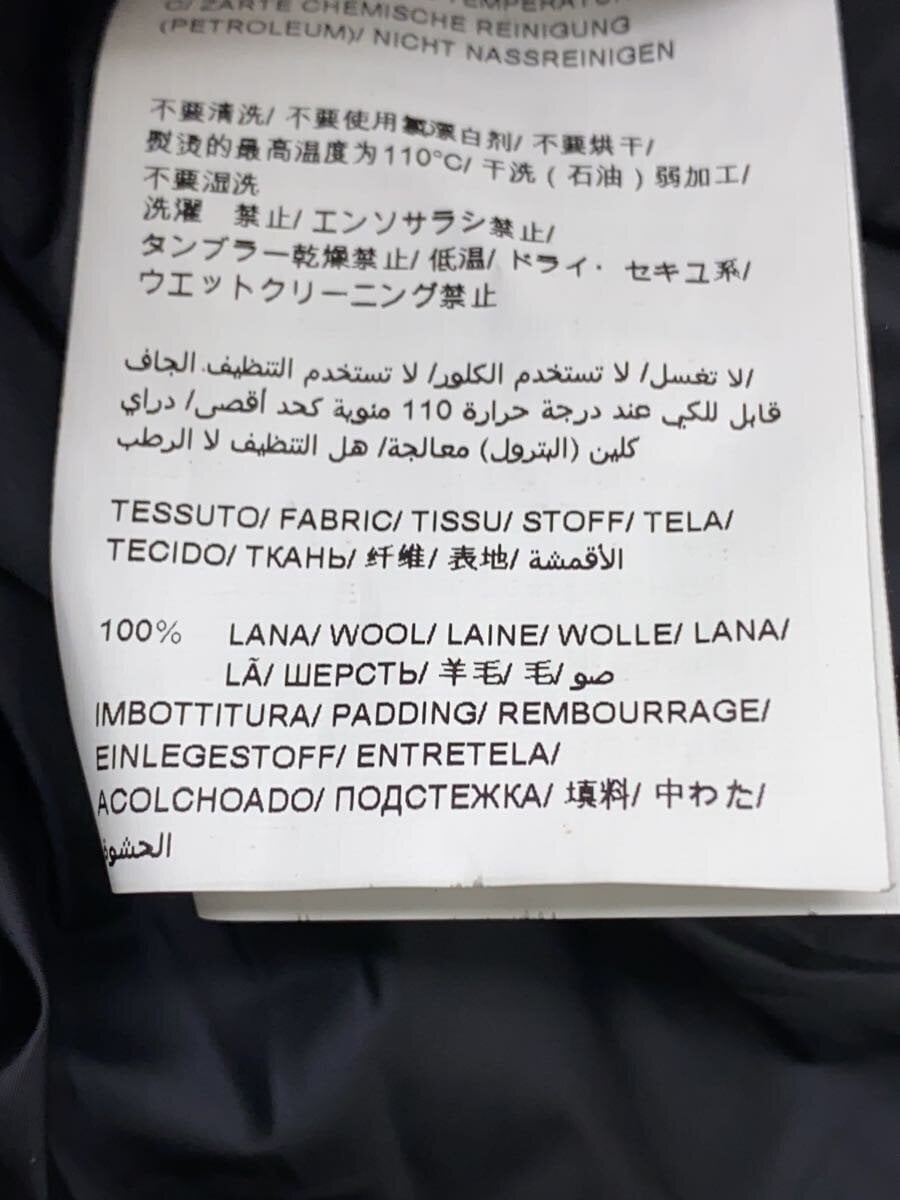 TEMPERATUR
C/ ZARTE CHEMISCHE REINIGUNG
(PETROLEUM)/ NICHT NASSREINIGEN
不要清洗/ 不要使用氯漂白剂/ 不要烘干/
熨烫的最高温度为110°C/ 干洗 ( 石油 ) 弱加工/
不要湿洗
洗濯 禁止/ エンソサラシ禁止/
タンブラー乾燥禁止/ 低温/ ドライ・ セキユ系/
ウエットクリーニング禁止
لا تغسل/ لا تستخدم الكلور/ لا تستخدم التنظيف الجاف/
قابل للكي عند درجة حرارة 110 مئوية كحد أقصى/ دراي
كلين (البترول) معالجة/ هل التنظيف لا الرطب
TESSUTO/ FABRIC/ TISSU/ STOFF/ TELA/
TECIDO/ ТКАНЬ/ 纤维/ 表地/ الأقمشة
100% LANA/ WOOL/ LAINE/ WOLLE/ LANA/
LÃ/ ШЕРСТЬ/ 羊毛/ 毛/ صو
IMBOTTITURA/ PADDING/ REMBOURRAGE/
EINLEGESTOFF/ ENTRETELA/
ACOLCHOADO/ ПОДСТЕЖКА/ 填料/ 中わた/
الحشوة